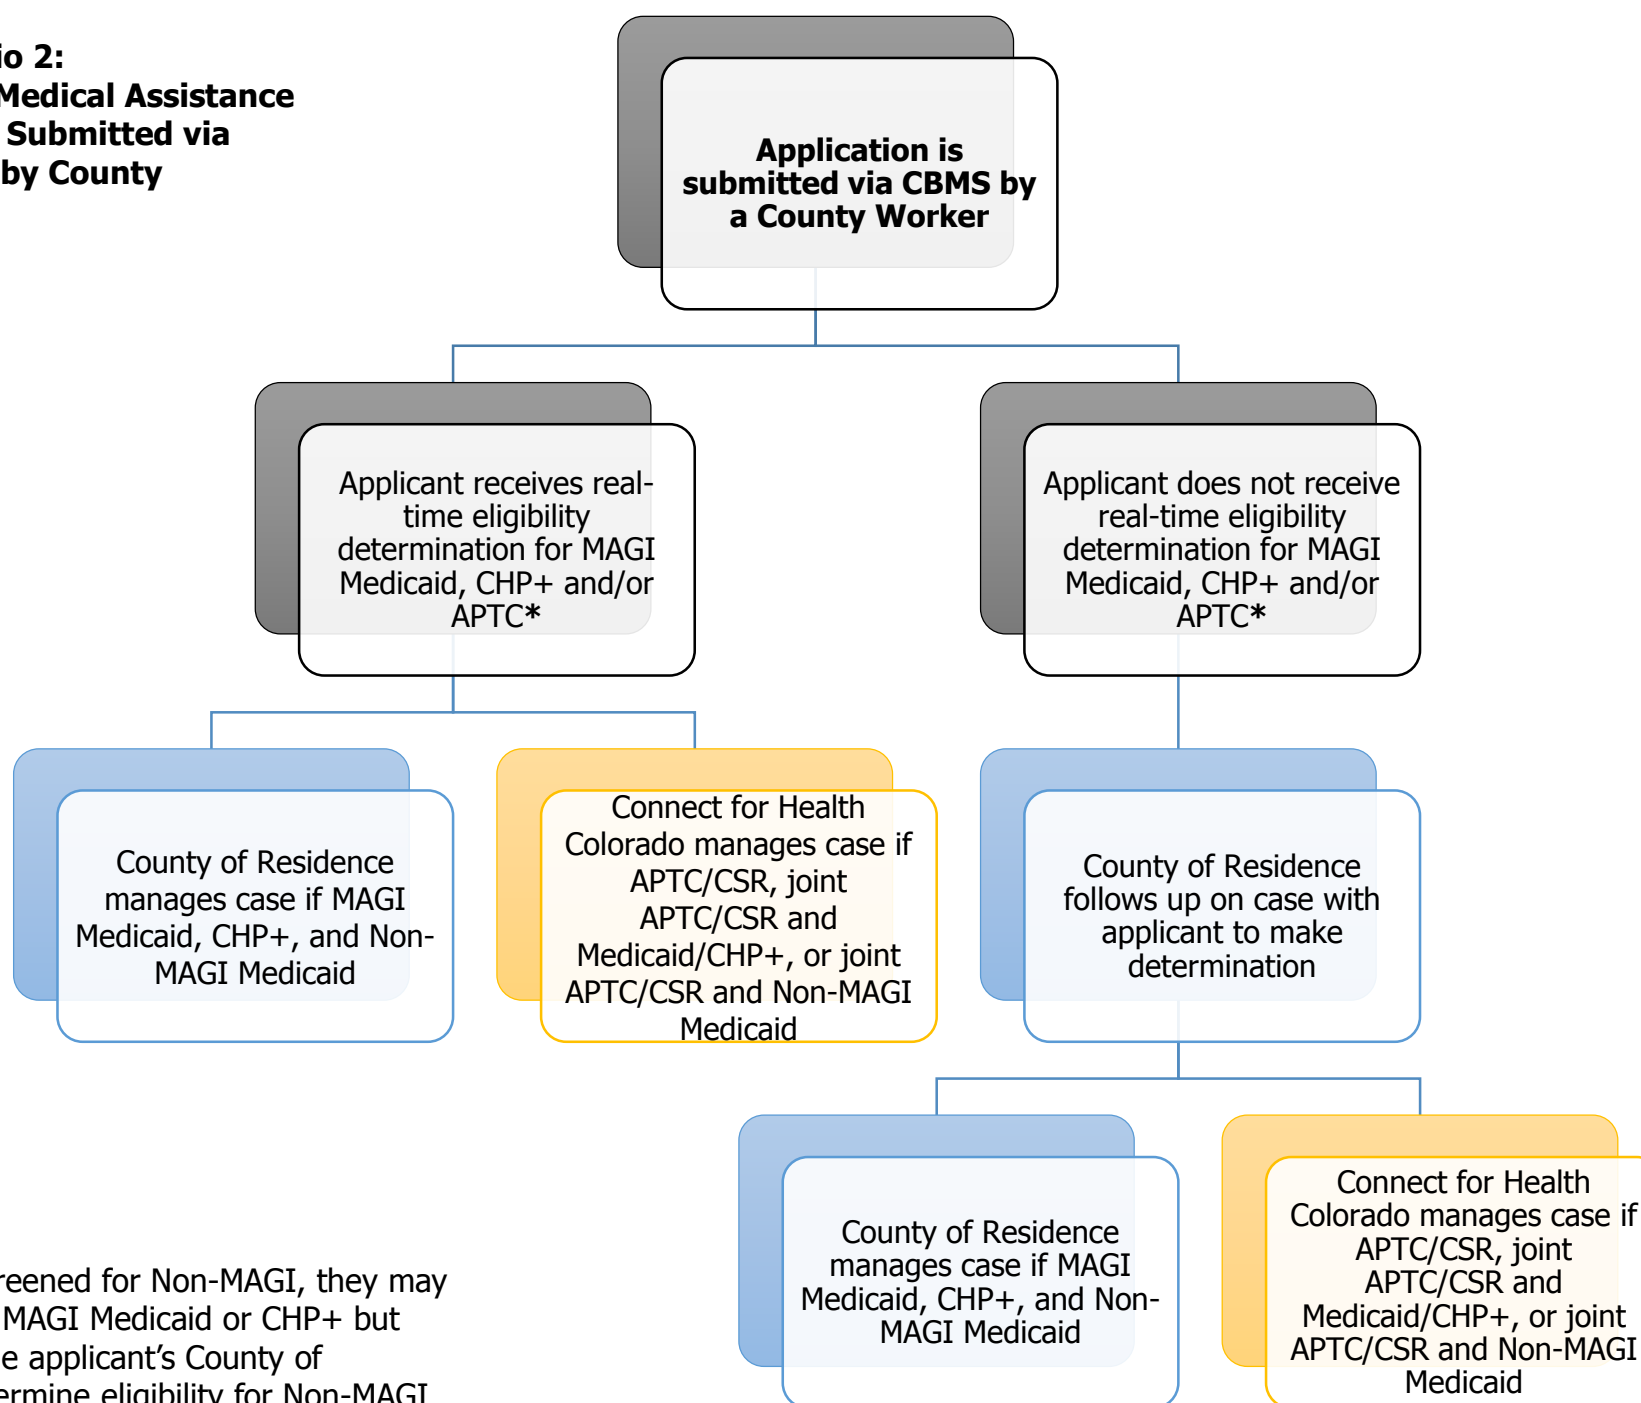 io 2:
Medical Assistance
Submitted via
by County
Application is
submitted via CBMS by
a County Worker
Applicant receives real-
time eligibility
determination for MAGI
Medicaid, CHP+ and/or
APTC*
Applicant does not receive
real-time eligibility
determination for MAGI
Medicaid, CHP+ and/or
APTC*
County of Residence
manages case if MAGI
Medicaid, CHP+, and Non-
MAGI Medicaid
Connect for Health
Colorado manages case if
APTC/CSR, joint
APTC/CSR and
Medicaid/CHP+, or joint
APTC/CSR and Non-MAGI
Medicaid
County of Residence
follows up on case with
applicant to make
determination
County of Residence
manages case if MAGI
Medicaid, CHP+, and Non-
MAGI Medicaid
Connect for Health
Colorado manages case if
APTC/CSR, joint
APTC/CSR and
Medicaid/CHP+, or joint
APTC/CSR and Non-MAGI
Medicaid
reened for Non-MAGI, they may
MAGI Medicaid or CHP+ but
e applicant's County of
ermine eligibility for Non-MAGI